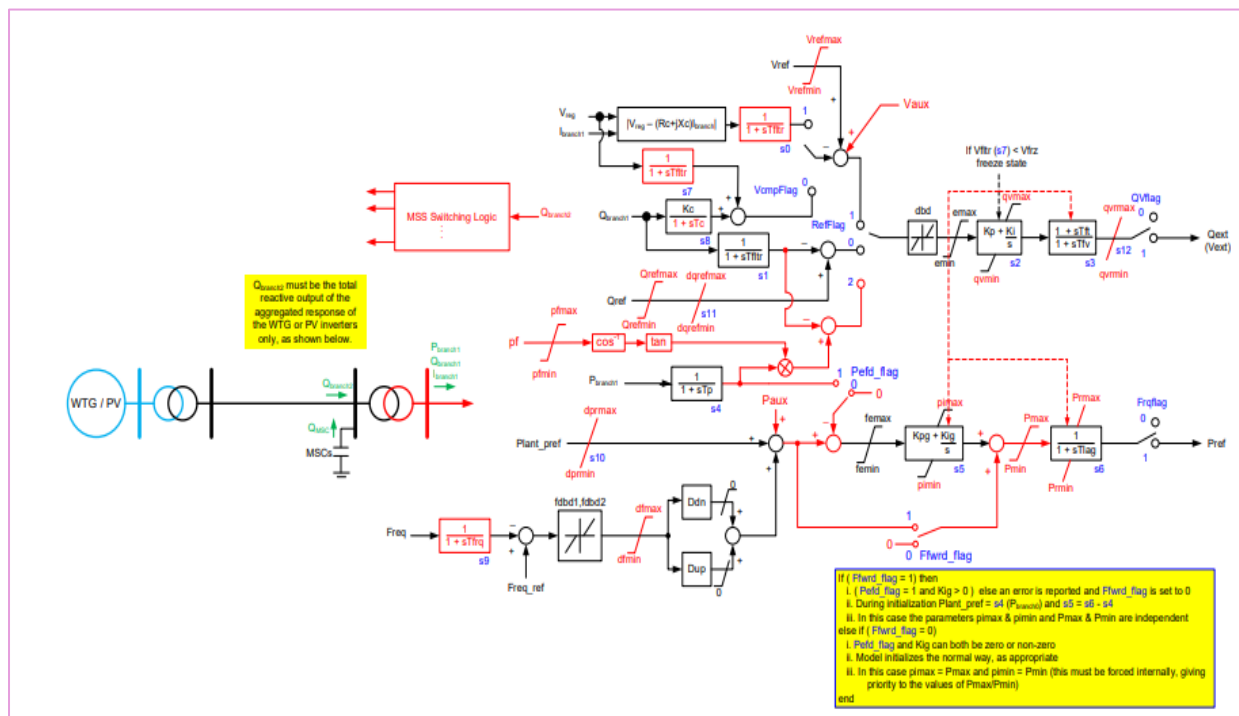 Vrefmax
Vref
Vrefmin
Vaux
Vreg
Ibranch1
|Vreg – (Rc+jXc)Ibranch|
1
1 + sTfltr
s0
1
1
1 + sTfltr
s7
VcmpFlag
0
If Vfltr (s7) < Vfrz
freeze state
MSS Switching Logic
Qbranch2
Qbranch1
Kc
1 + sTc
s8
1
1 + sTfltr
s1
RefFlag
1
0
2
dbd
emax
emin
qvmax
Kp + Ki
s
s2
qvmin
1 + sTft
1 + sTfv
s3
qvrmax
s12
qvrmin
QVflag
0
1
Qext
(Vext)
Qbranch2 must be the total
reactive output of the
aggregated response of
the WTG or PV inverters
only, as shown below.
Qrefmax
dqrefmax
Qref
Qrefmin
s11
dqrefmin
pfmax
pf
pfmin
cos⁻¹
tan
Pbranch1
1
1 + sTp
s4
1
0
Pefd_flag
0
WTG / PV
Qbranch2
Pbranch1
Qbranch1
Ibranch1
QMSC
MSCs
dprmax
Plant_pref
s10
dprmin
Paux
femax
femin
pimax
Kpg + Kig
s
s5
pimin
Pmax
Pmin
Prmax
1
1 + sTlag
s6
Prmin
Frqflag
0
1
Pref
Freq
1
1 + sTfrq
s9
Freq_ref
fdbd1,fdbd2
dfmax
dfmin
Ddn
0
Dup
0
1
0
0
Ffwrd_flag
If ( Ffwrd_flag = 1) then
i. ( Pefd_flag = 1 and Kig > 0 ) else an error is reported and Ffwrd_flag is set to 0
ii. During initialization Plant_pref = s4 (Pbranch0) and s5 = s6 - s4
iii. In this case the parameters pimax & pimin and Pmax & Pmin are independent
else if ( Ffwrd_flag = 0)
i. Pefd_flag and Kig can both be zero or non-zero
ii. Model initializes the normal way, as appropriate
iii. In this case pimax = Pmax and pimin = Pmin (this must be forced internally, giving
priority to the values of Pmax/Pmin)
end